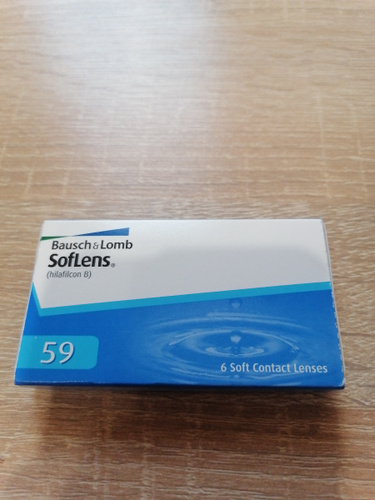 Bausch & Lomb
SofLens®
(hilafilcon B)
59
6 Soft Contact Lenses